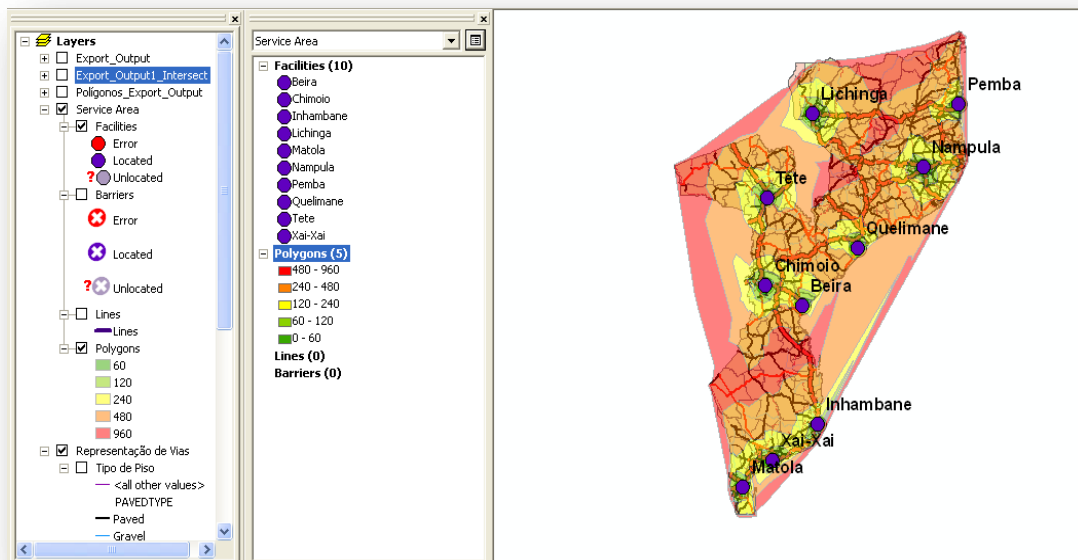 Layers
Export_Output
Export_Output1_Intersect
Polígonos_Export_Output
Service Area
Facilities
Error
Located
? Unlocated
Barriers
Error
Located
? Unlocated
Lines
Lines
Polygons
60
120
240
480
960
Representação de Vias
Tipo de Piso
<all other values>
PAVEDTYPE
Paved
Gravel
Service Area
Facilities (10)
Beira
Chimoio
Inhambane
Lichinga
Matola
Nampula
Pemba
Quelimane
Tete
Xai-Xai
Polygons (5)
480 - 960
240 - 480
120 - 240
60 - 120
0 - 60
Lines (0)
Barriers (0)
Pemba
Lichinga
Nampula
Tete
Quelimane
Chimoio
Beira
Inhambane
Xai-Xai
Matola